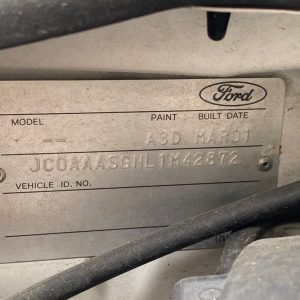 Ford
MODEL PAINT BUILT DATE
-- A3D MAR01
JC0AAASGNL1M42872
VEHICLE ID. NO.